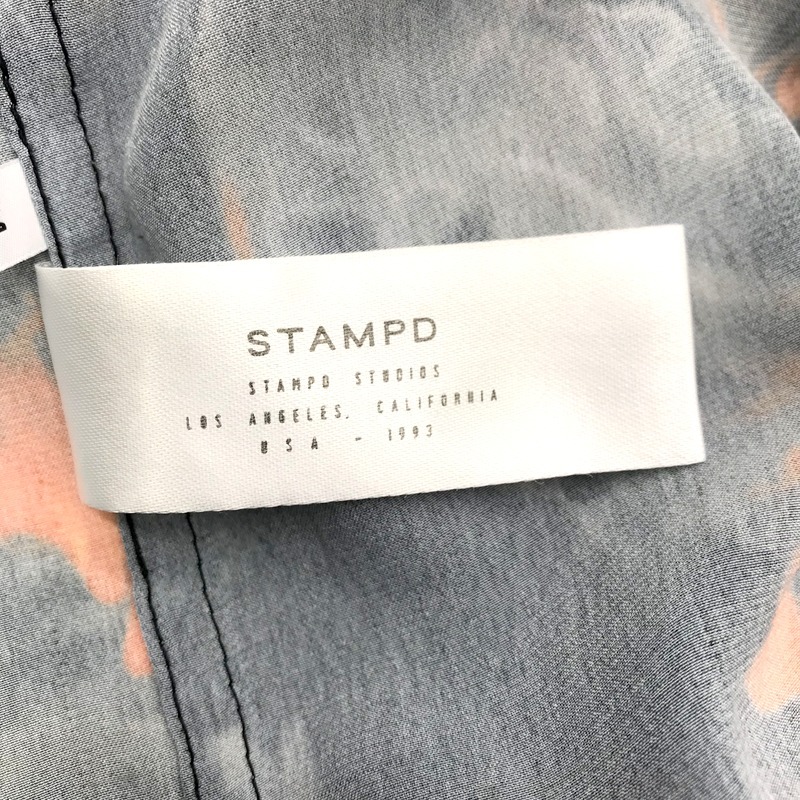 STAMPD
STAMPD STUDIOS
LOS ANGELES, CALIFORNIA
USA - 1993